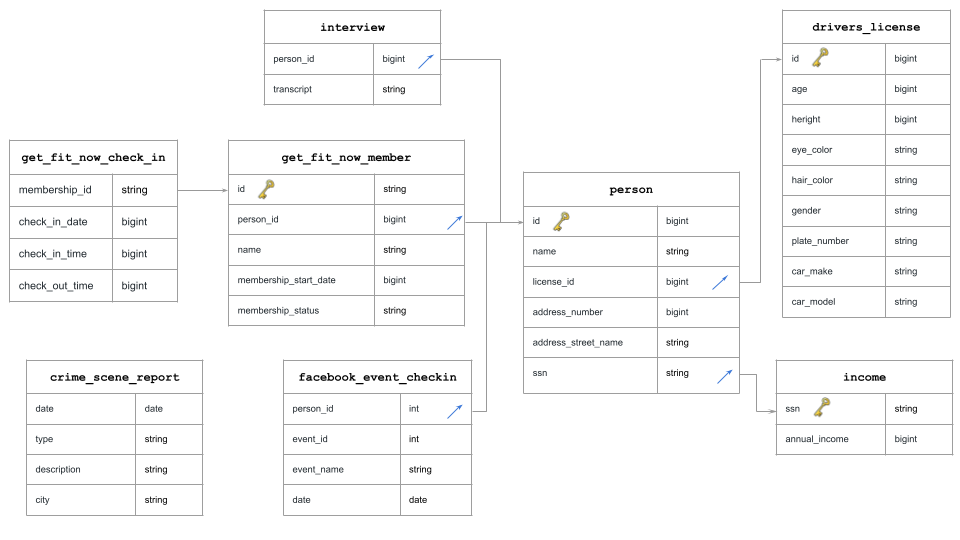 interview
person_id bigint
transcript string
drivers_license
id bigint
age bigint
heright bigint
eye_color string
hair_color string
gender string
plate_number string
car_make string
car_model string
get_fit_now_check_in
membership_id string
check_in_date bigint
check_in_time bigint
check_out_time bigint
get_fit_now_member
id string
person_id bigint
name string
membership_start_date bigint
membership_status string
person
id bigint
name string
license_id bigint
address_number bigint
address_street_name string
ssn string
crime_scene_report
date date
type string
description string
city string
facebook_event_checkin
person_id int
event_id int
event_name string
date date
income
ssn string
annual_income bigint